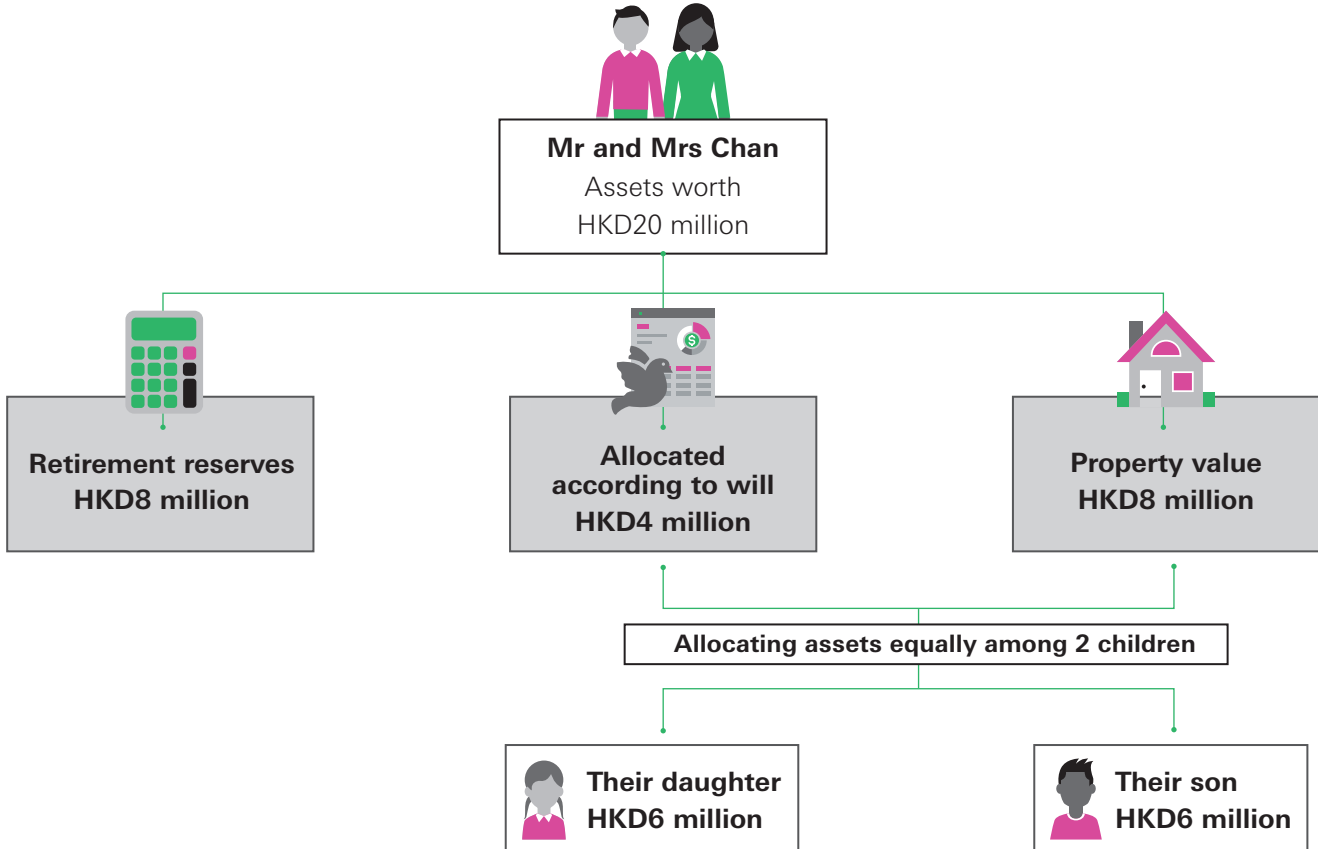 Mr and Mrs Chan
Assets worth
HKD20 million
$
Retirement reserves
HKD8 million
Allocated
according to will
HKD4 million
Property value
HKD8 million
Allocating assets equally among 2 children
Their daughter
HKD6 million
Their son
HKD6 million